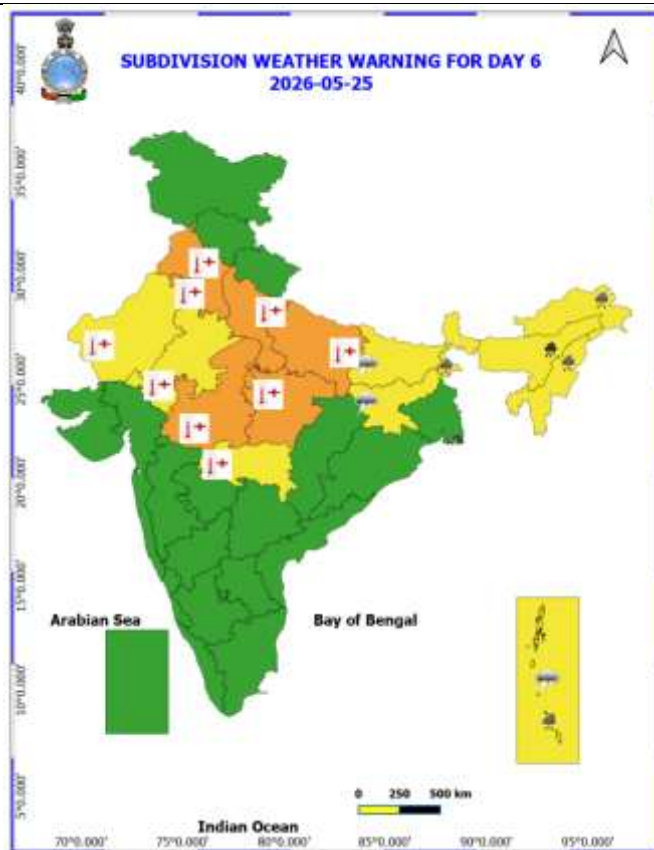 SUBDIVISION WEATHER WARNING FOR DAY 6
2026-05-25
40°0.000'
35°0.000'
30°0.000'
25°0.000'
20°0.000'
15°0.000'
10°0.000'
5°0.000'
Arabian Sea
Bay of Bengal
0 250 500 km
Indian Ocean
70°0.000' 75°0.000' 80°0.000' 85°0.000' 90°0.000' 95°0.000'